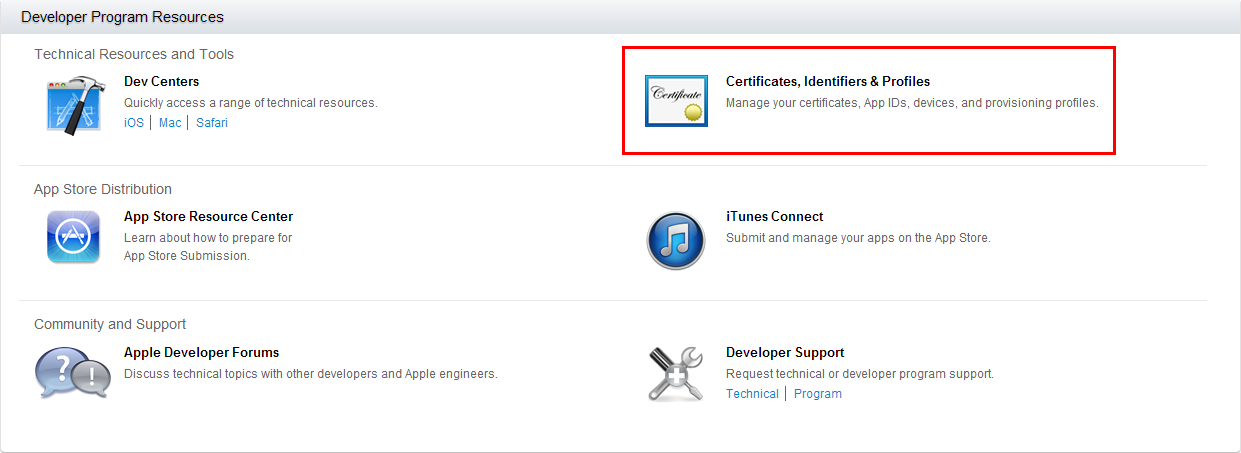 Developer Program Resources
Technical Resources and Tools
Dev Centers
Quickly access a range of technical resources.
iOS | Mac | Safari
Certificate
Certificates, Identifiers & Profiles
Manage your certificates, App IDs, devices, and provisioning profiles.
App Store Distribution
App Store Resource Center
Learn about how to prepare for
App Store Submission.
iTunes Connect
Submit and manage your apps on the App Store.
Community and Support
Apple Developer Forums
Discuss technical topics with other developers and Apple engineers.
Developer Support
Request technical or developer program support.
Technical | Program